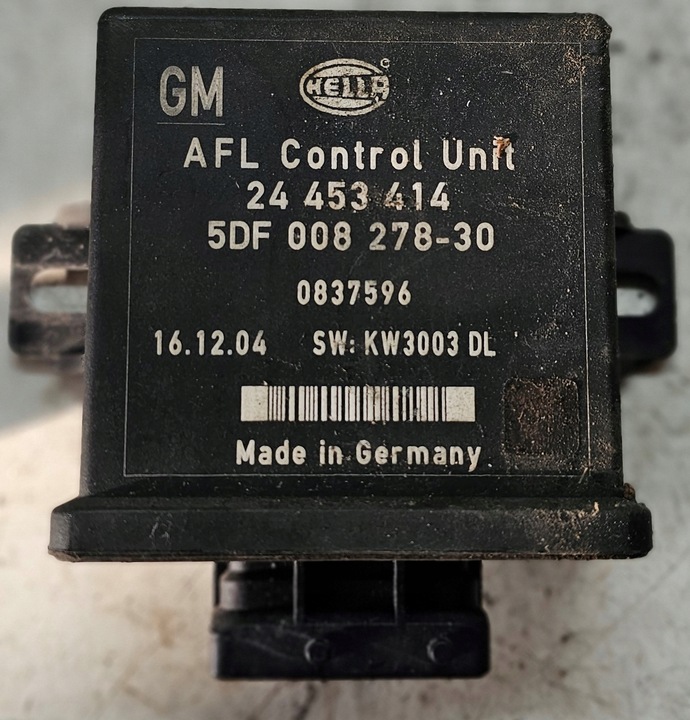 GM HELLA
AFL Control Unit
24 453 414
5DF 008 278-30
0837596
16.12.04 SW: KW3003 DL
Made in Germany